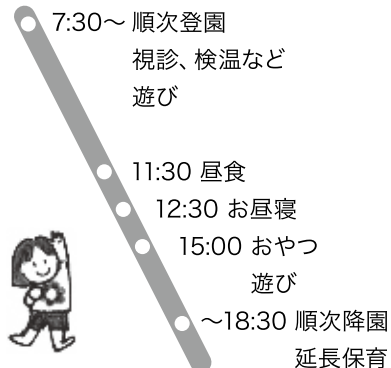 7:30～ 順次登園
視診、検温など
遊び
11:30 昼食
12:30 お昼寝
15:00 おやつ
遊び
～18:30 順次降園
延長保育